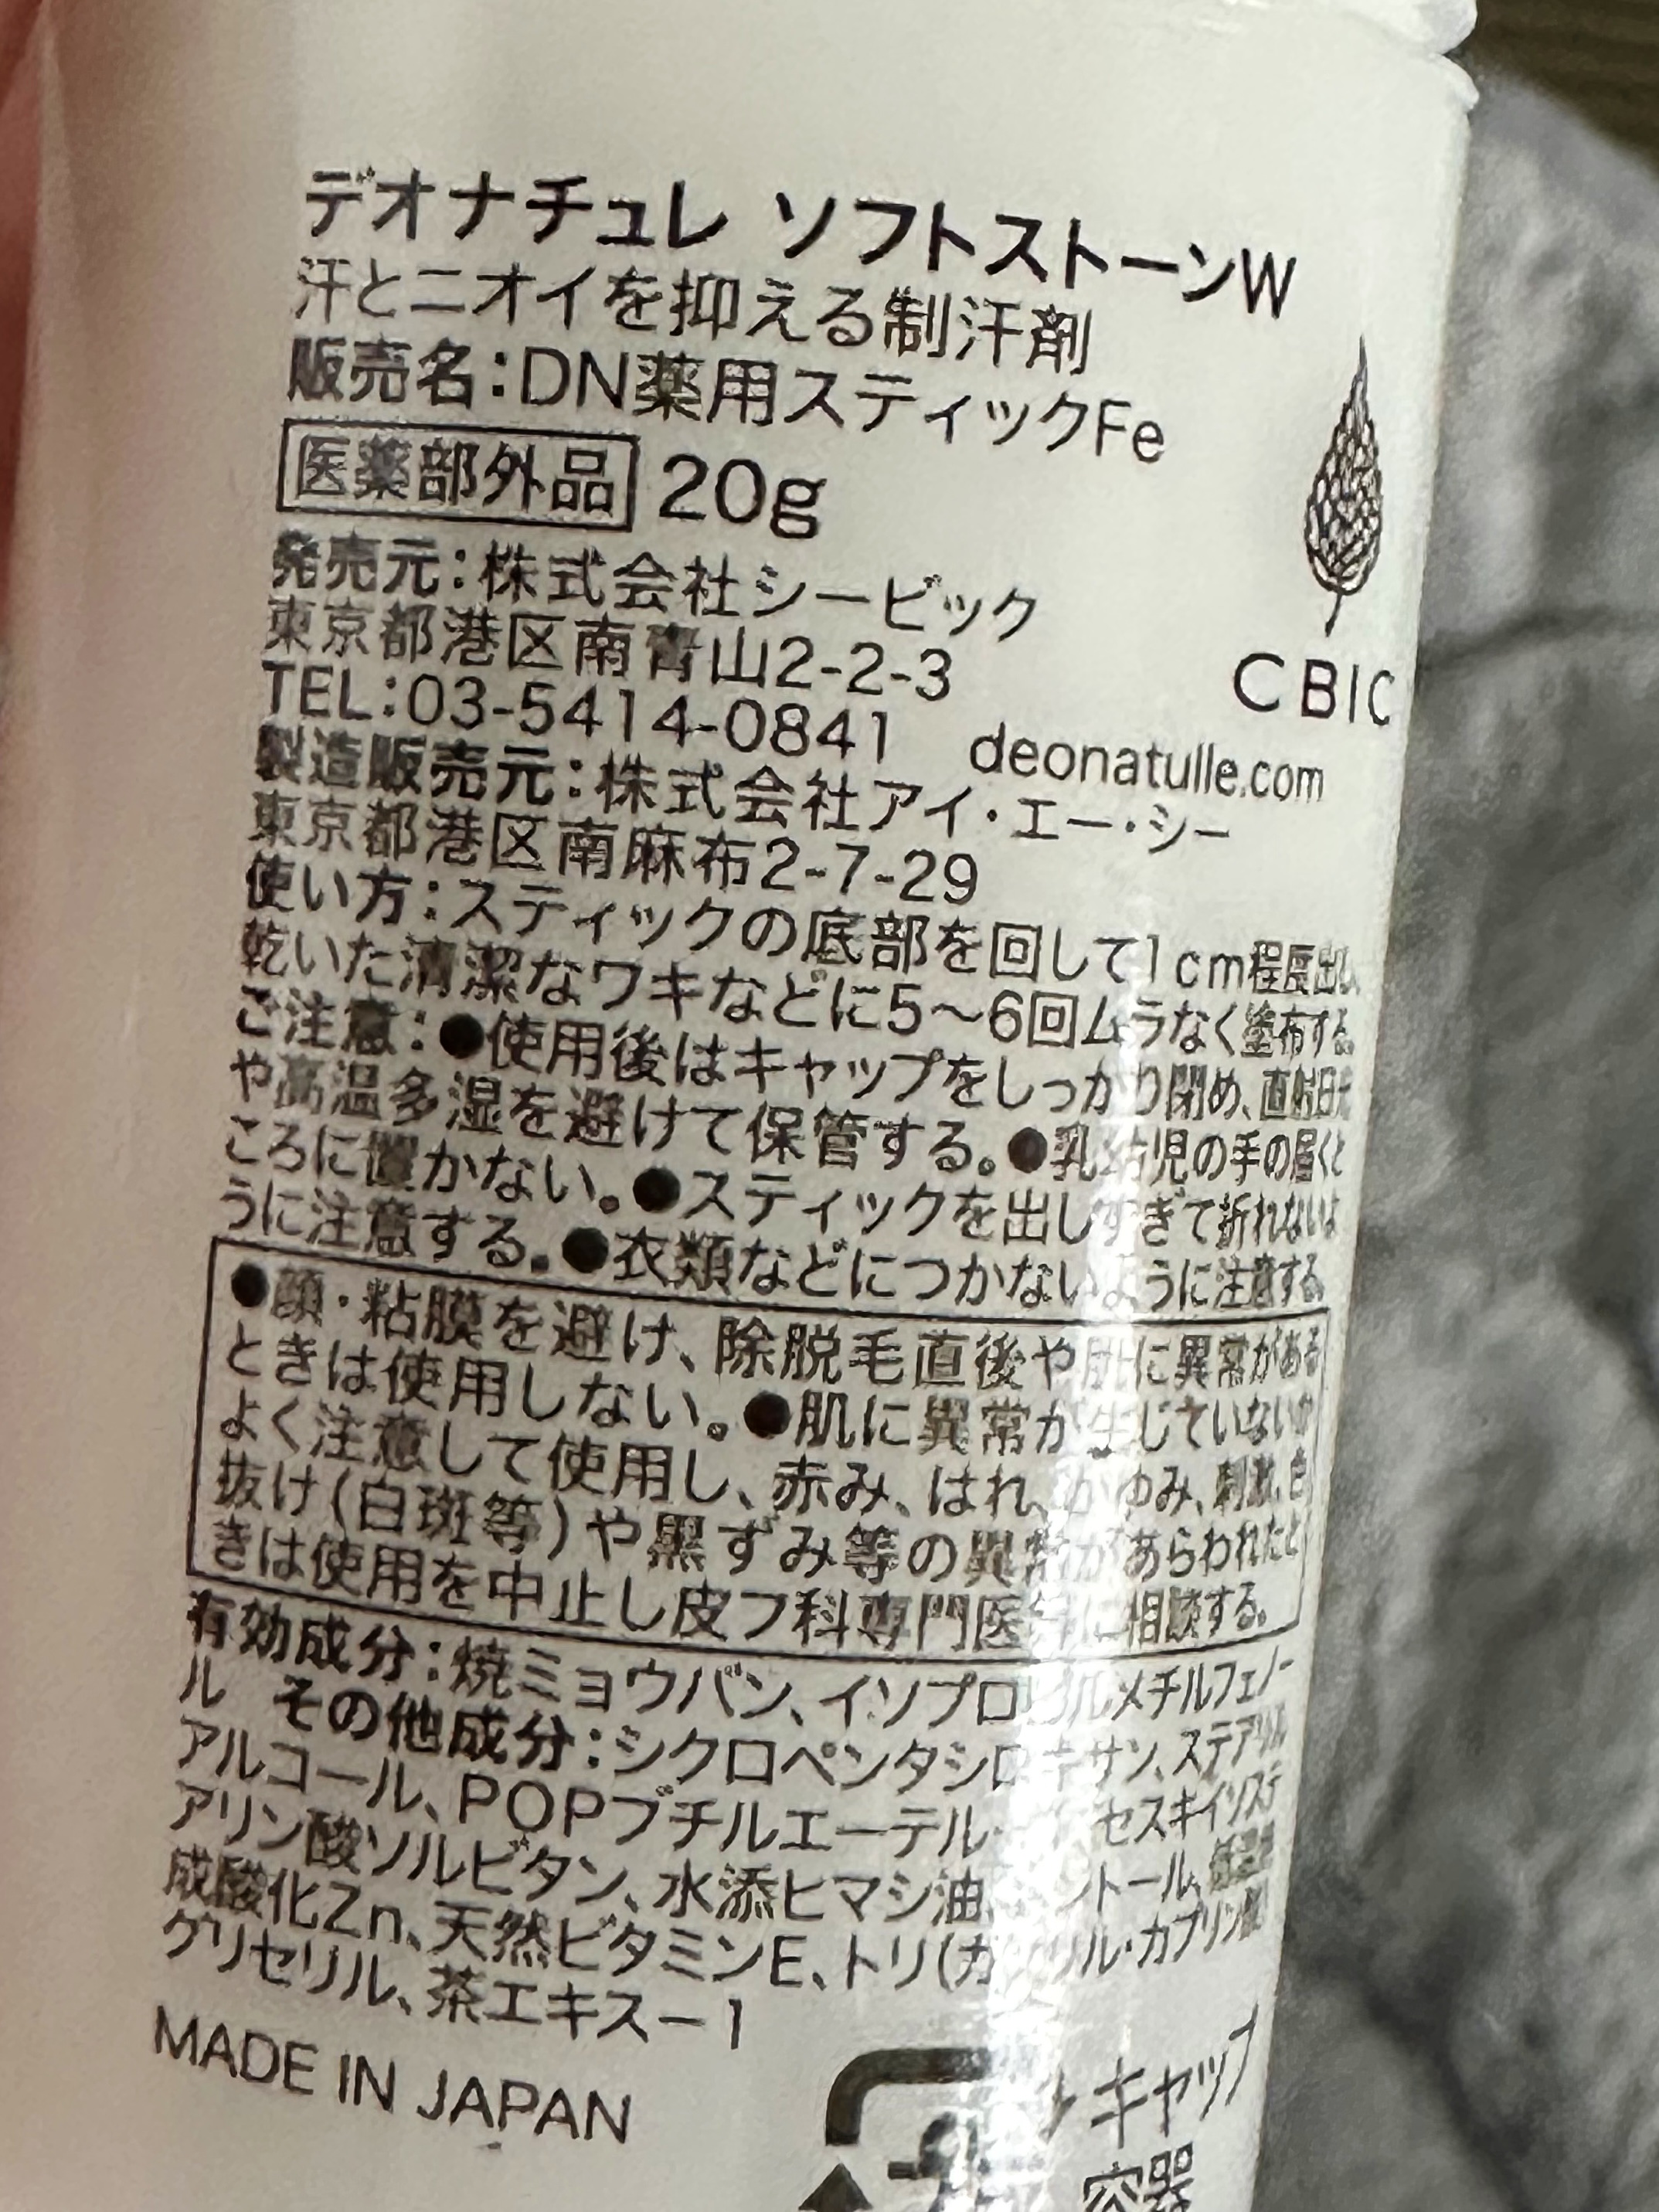 デオナチュレ ソフトストーンW
汗とニオイを抑える制汗剤
販売名：DN薬用スティックFe
医薬部外品 20g
発売元：株式会社シービック
東京都港区南青山2-2-3
CBIC
TEL：03-5414-0841 deonatulle.com
製造販売元：株式会社アイ・エー・シー
東京都港区南麻布2-7-29
使い方：スティックの底部を回して1cm程度出し、
乾いた清潔なワキなどに5～6回ムラなく塗布する
ご注意：●使用後はキャップをしっかり閉め、直射日光
や高温多湿を避けて保管する。●乳幼児の手の届くと
ころに置かない。●スティックを出しすぎて折れないよ
うに注意する。●衣類などにつかないように注意する
●顔・粘膜を避け、除脱毛直後や肌に異常がある
ときは使用しない。●肌に異常が生じていないか
よく注意して使用し、赤み、はれ、かゆみ、刺激、色
抜け（白斑等）や黒ずみ等の異常があらわれたと
きは使用を中止し皮フ科専門医等に相談する。
有効成分：焼ミョウバン、イソプロピルメチルフェノー
ル その他成分：シクロペンタシロキサン、ステアリル
アルコール、POPブチルエーテル セスキイソステ
アリン酸ソルビタン、水添ヒマシ油、メントール、低温焼
成酸化Zn、天然ビタミンE、トリ（カプリル・カプリン酸）
グリセリル、茶エキス-1
MADE IN JAPAN
キャップ
容器